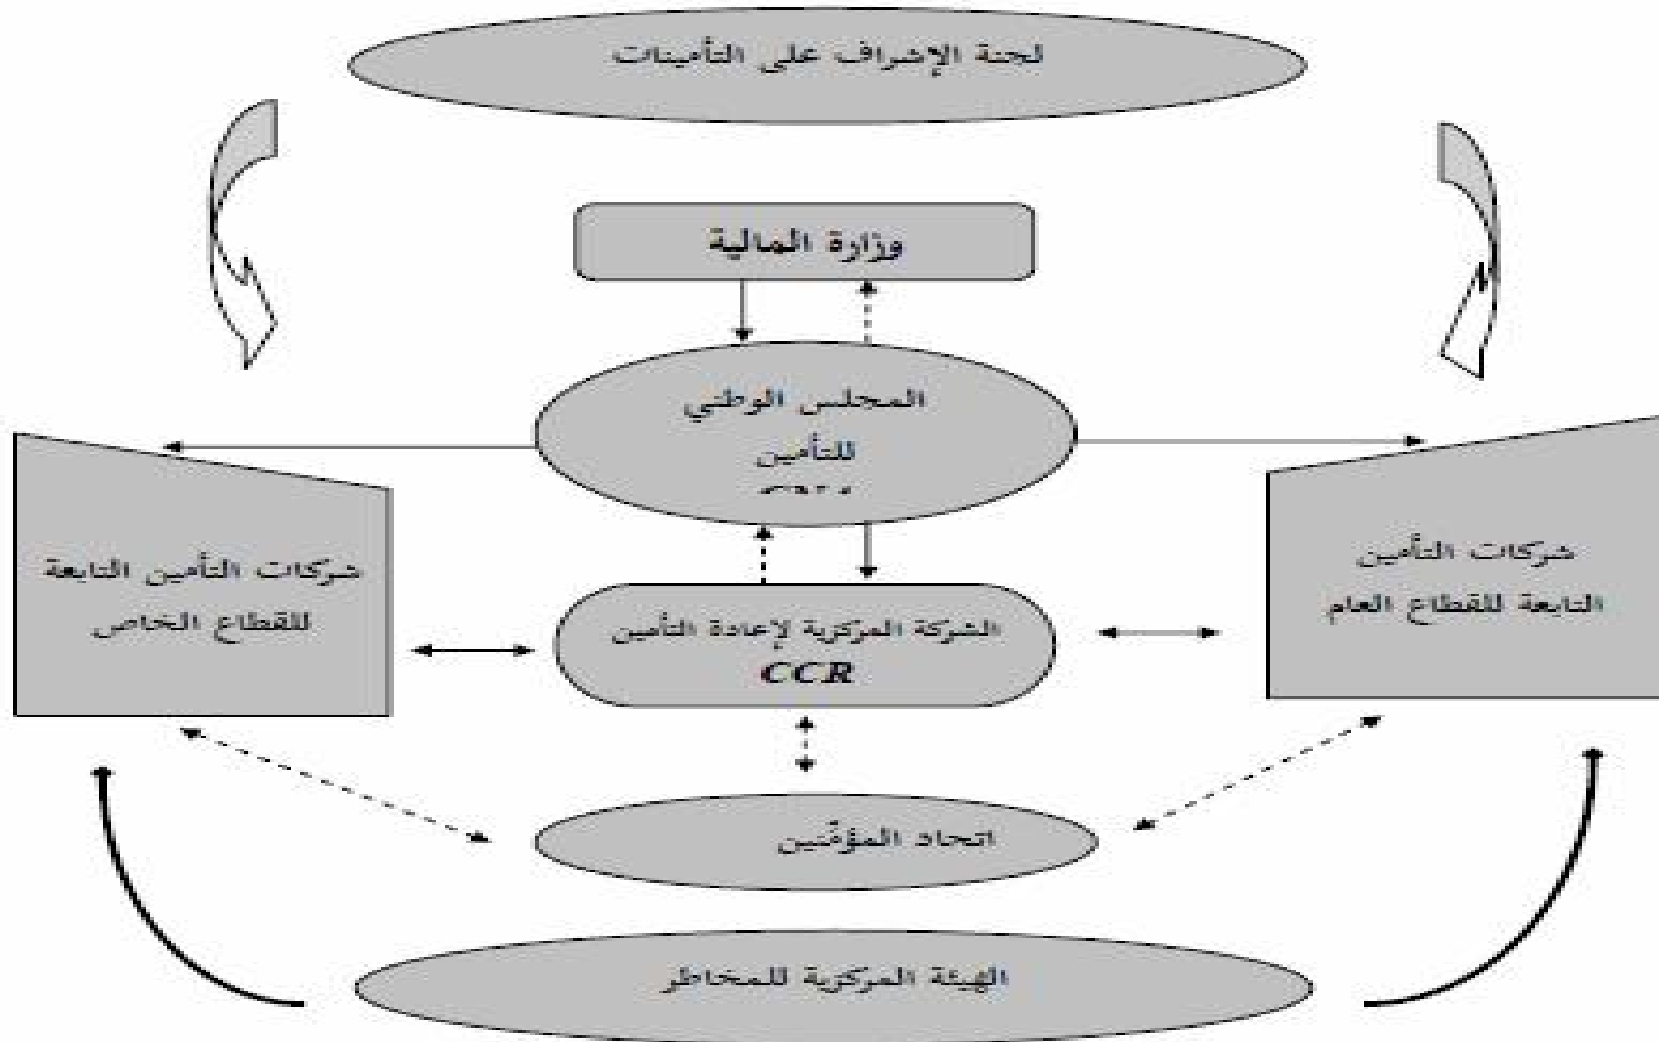 لجنة الإشراف على التأمينات
وزارة المالية
المجلس الوطني
للتأمين
شركات التأمين
التابعة للقطاع العام
شركات التأمين التابعة
للقطاع الخاص
الشركة المركزية لإعادة التأمين
CCR
اتحاد المؤمّنين
الهيئة المركزية للمخاطر